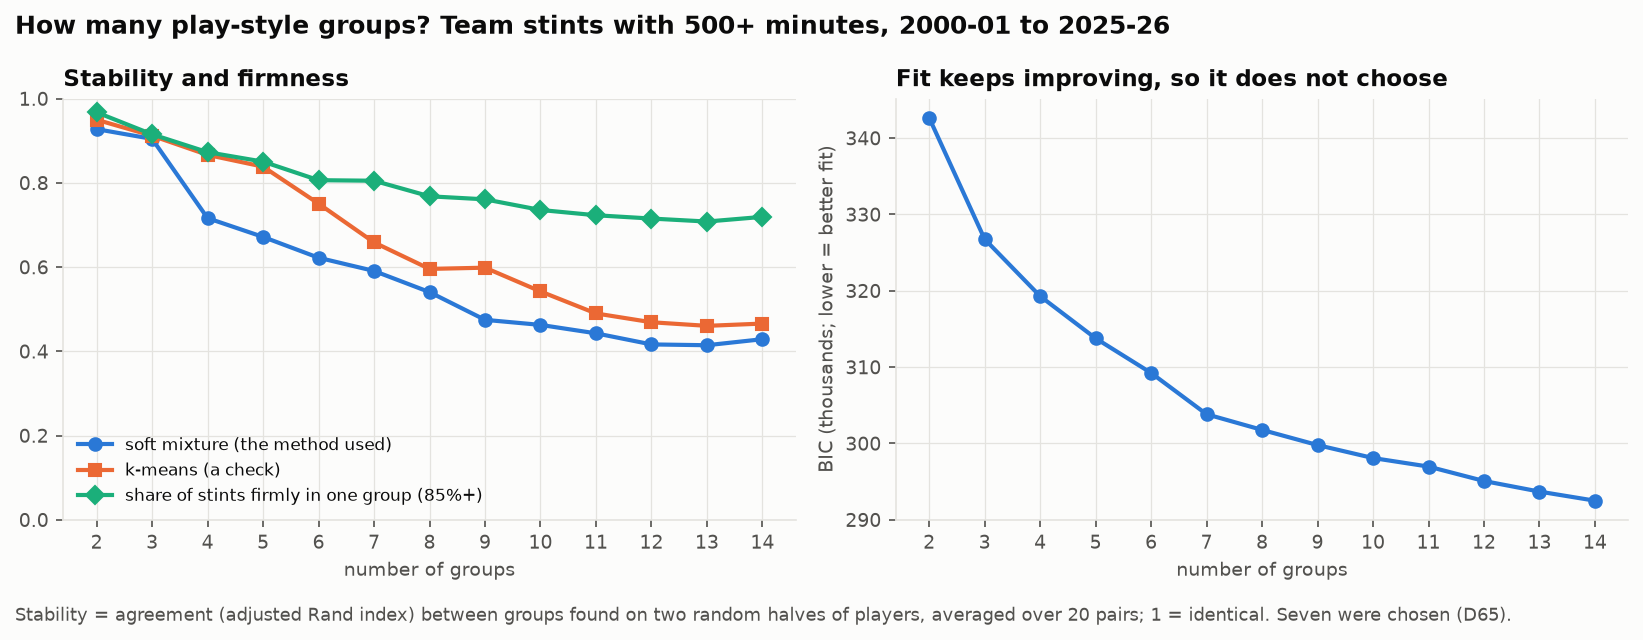 How many play-style groups? Team stints with 500+ minutes, 2000-01 to 2025-26
Stability and firmness
1.0
0.8
0.6
0.4
0.2
0.0
soft mixture (the method used)
k-means (a check)
share of stints firmly in one group (85%+)
2 3 4 5 6 7 8 9 10 11 12 13 14
number of groups
Fit keeps improving, so it does not choose
BIC (thousands; lower = better fit)
340
330
320
310
300
290
2 3 4 5 6 7 8 9 10 11 12 13 14
number of groups
Stability = agreement (adjusted Rand index) between groups found on two random halves of players, averaged over 20 pairs; 1 = identical. Seven were chosen (D65).